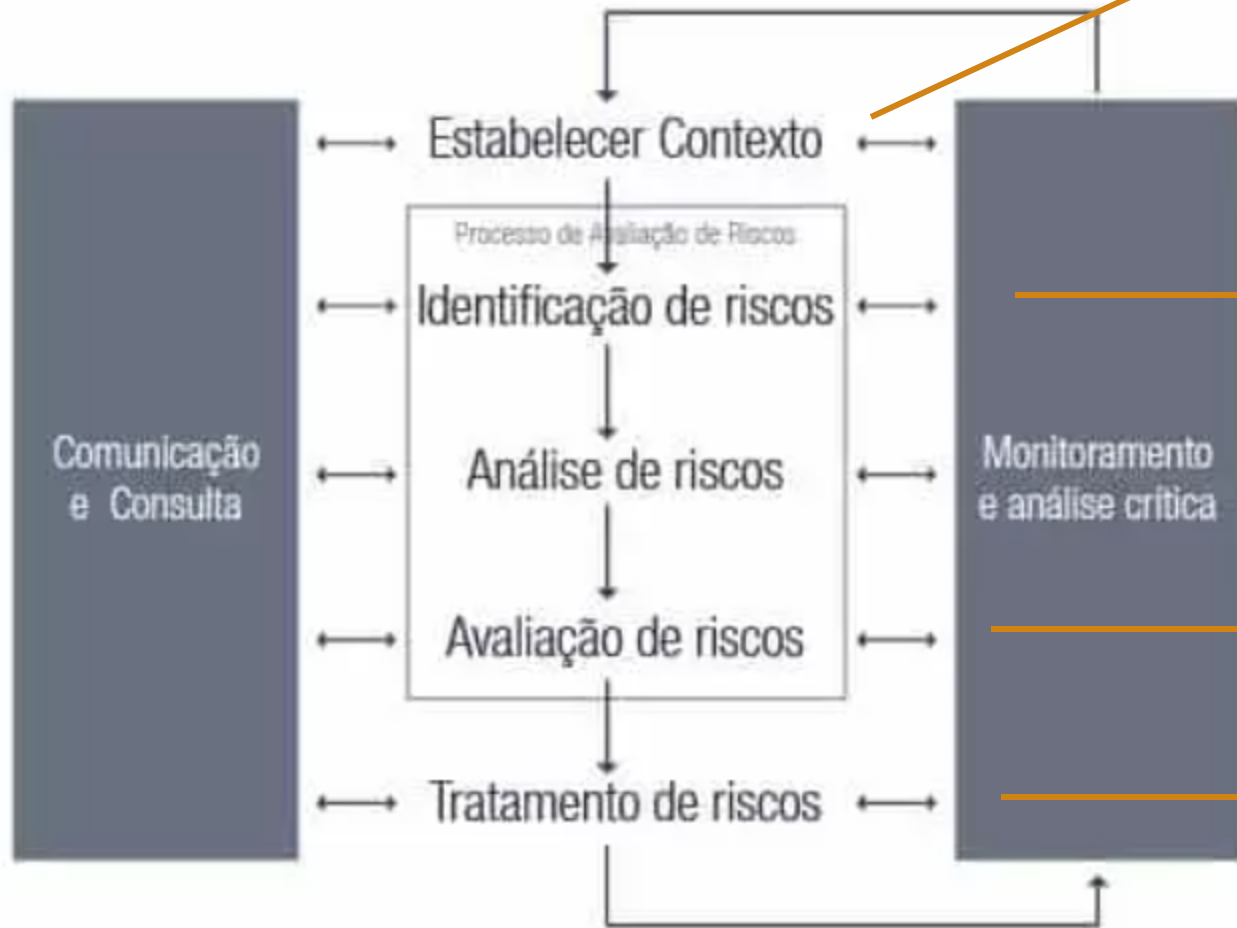 Estabelecer Contexto
Processo de Avaliação de Riscos
Identificação de riscos
Comunicação
e Consulta
Análise de riscos
Monitoramento
e análise crítica
Avaliação de riscos
Tratamento de riscos